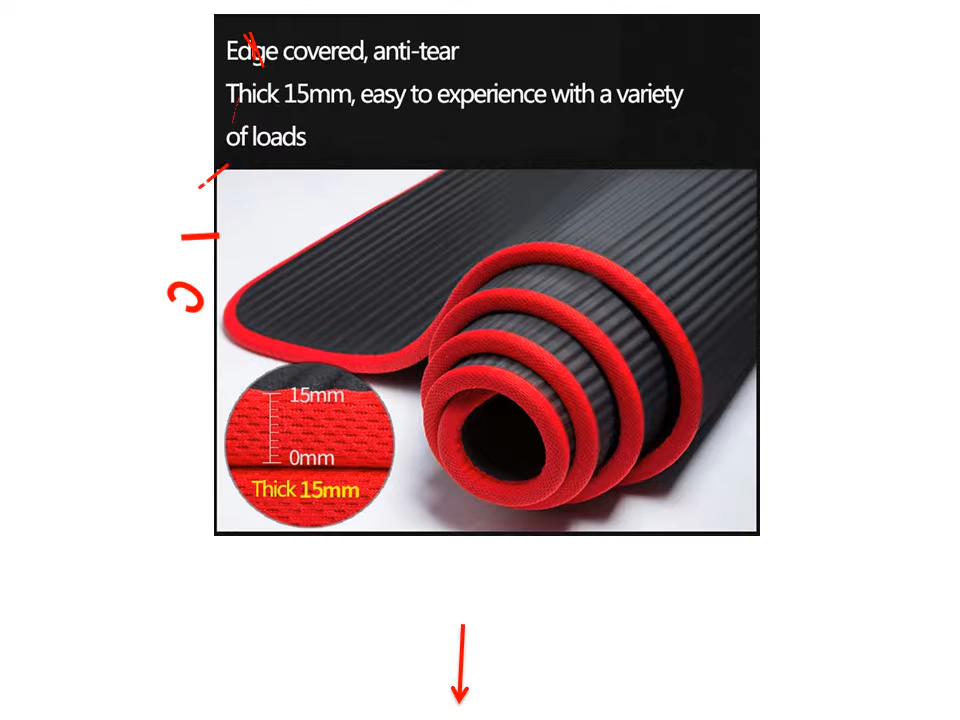 Edge covered, anti-tear
Thick 15mm, easy to experience with a variety
of loads
15mm
0mm
Thick 15mm